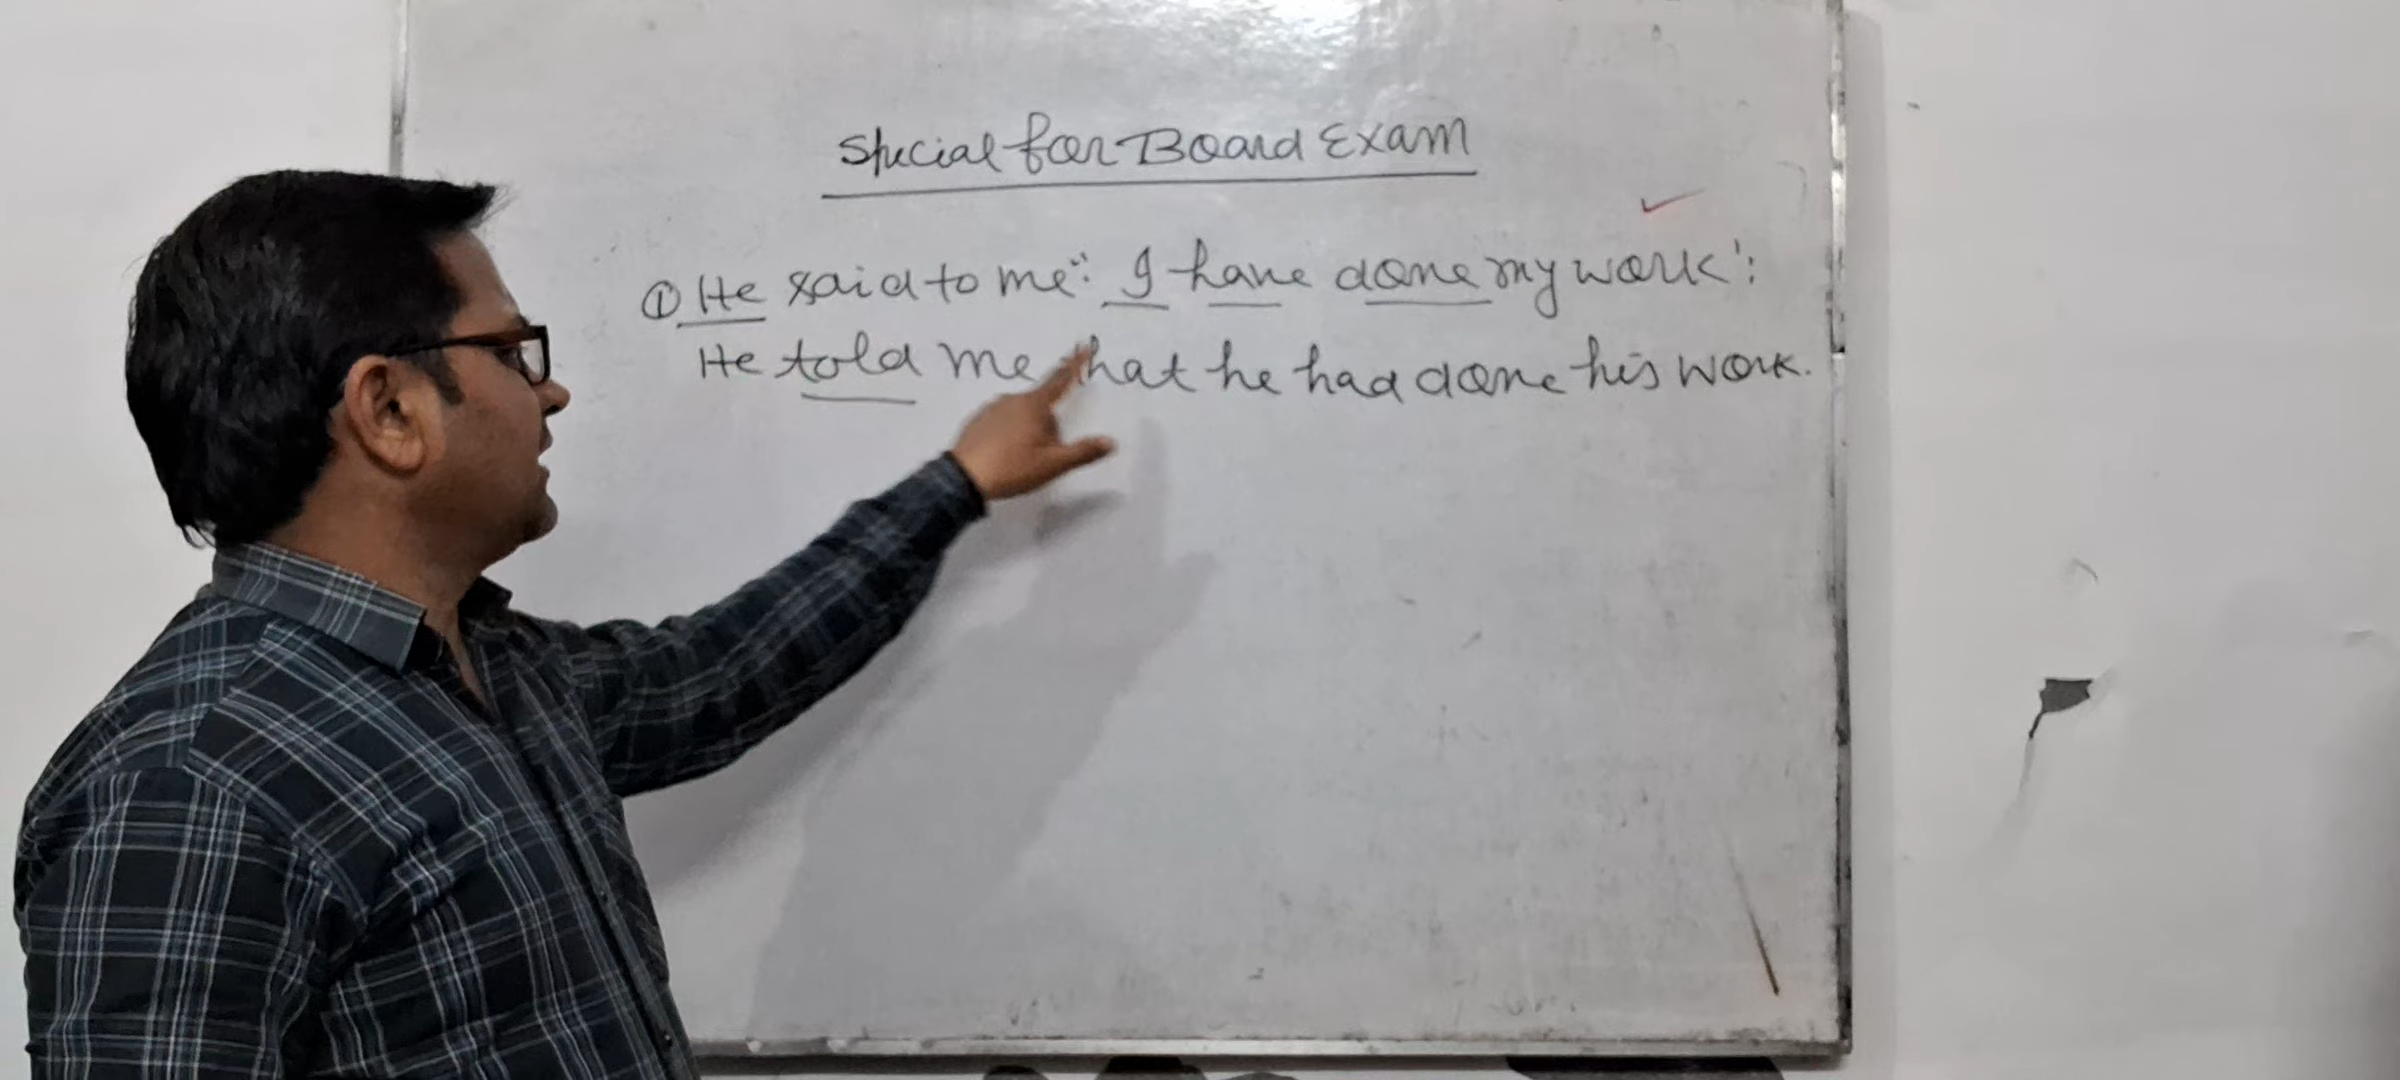 Special for Board Exam
① He said to me" I have done my work".
He told me that he had done his work.